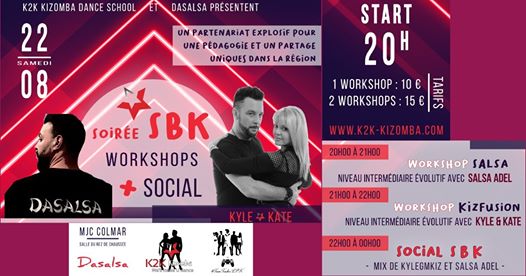 K2K KIZOMBA DANCE SCHOOL ET DASALSA PRÉSENTENT
22
SAMEDI
08
UN PARTENARIAT EXPLOSIF POUR
UNE PÉDAGOGIE ET UN PARTAGE
UNIQUES DANS LA RÉGION
SOIRÉE SBK
WORKSHOPS
+ SOCIAL
DASALSA
KYLE KATE
MJC COLMAR
SALLE DU REZ DE CHAUSSÉE
Dasalsa
K2K
START
20H
1 WORKSHOP : 10 €
2 WORKSHOPS : 15 €
TARIFS
WWW.K2K-KIZOMBA.COM
20H00 À 21H00
WORKSHOP SALSA
NIVEAU INTERMÉDIAIRE ÉVOLUTIF AVEC SALSA ADEL
21H00 À 22H00
WORKSHOP KIZFUSION
NIVEAU INTERMÉDIAIRE ÉVOLUTIF AVEC KYLE & KATE
22H00 À 00H00
SOCIAL SBK
- MIX DE KYLEGMKIZ ET SALSA ADEL -